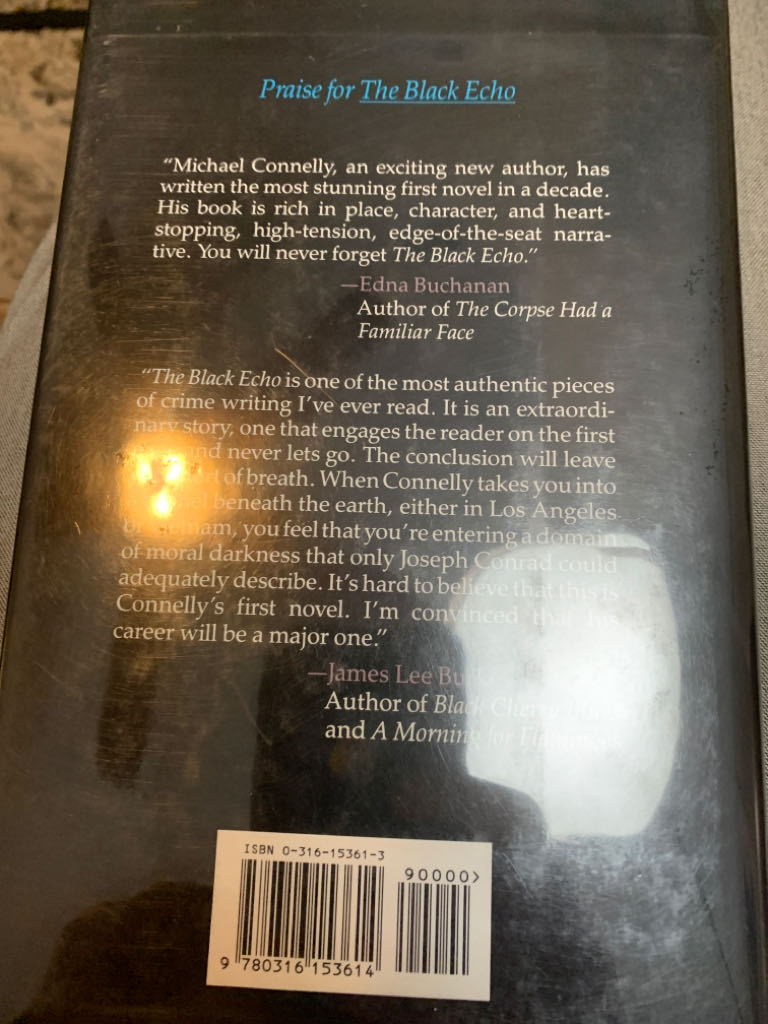 Praise for The Black Echo
"Michael Connelly, an exciting new author, has
written the most stunning first novel in a decade.
His book is rich in place, character, and heart-
stopping, high-tension, edge-of-the-seat narra-
tive. You will never forget The Black Echo."
—Edna Buchanan
Author of The Corpse Had a
Familiar Face
"The Black Echo is one of the most authentic pieces
of crime writing I've ever read. It is an extraordi-
nary story, one that engages the reader on the first
and never lets go. The conclusion will leave
of breath. When Connelly takes you into
beneath the earth, either in Los Angeles
you feel that you're entering a domain
of moral darkness that only Joseph Conrad could
adequately describe. It's hard to believe that this is
Connelly's first novel. I'm convinced that his
career will be a major one."
—James Lee
Author of Black Cherry
and A Morning for
ISBN 0-316-15361-3
90000>
9 780316 153614